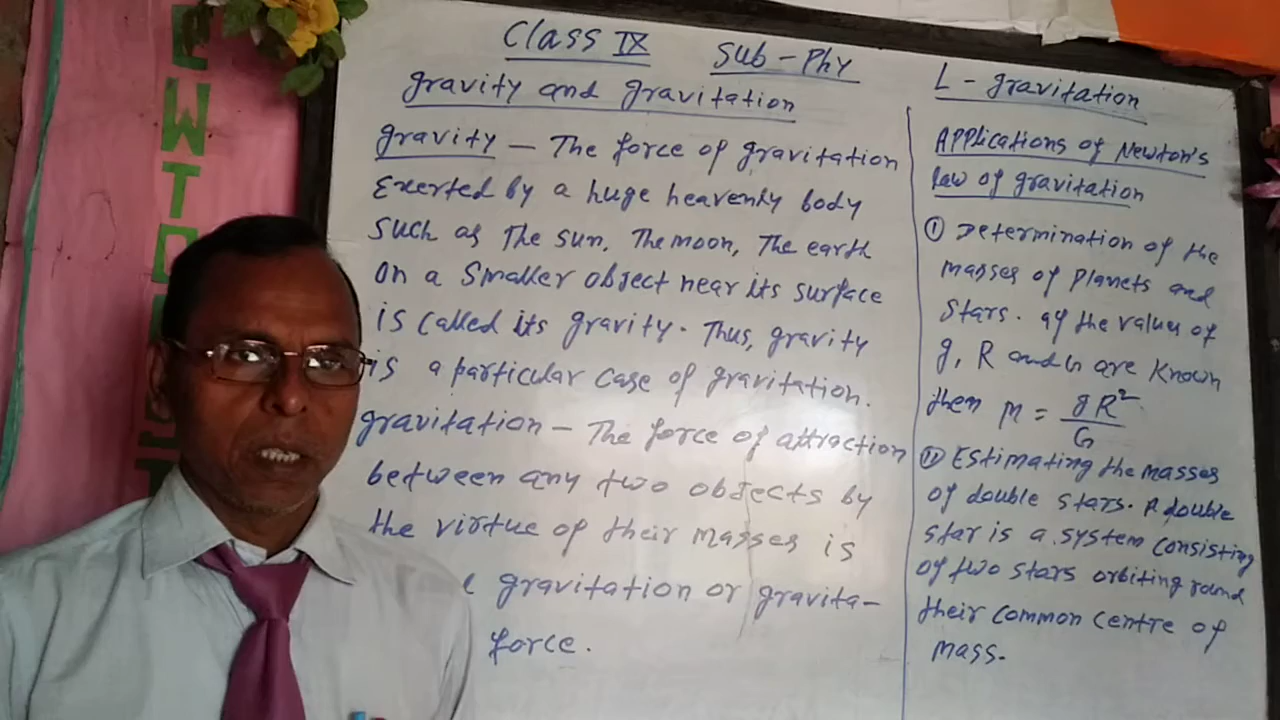 Class IX Sub - Phy
L - gravitation
gravity and gravitation
gravity — The force of gravitation
Exerted by a huge heavenly body
such as The sun, The moon, The earth
on a smaller object near its surface
is called its gravity. Thus, gravity
is a particular case of gravitation.
gravitation — The force of attraction
between any two objects by
the virtue of their masses is
gravitation or gravita-
force.
Applications of Newton's
law of gravitation
① Determination of the
masses of planets and
stars. If the values of
g, R and G are known
then M = gR²/G
② Estimating the masses
of double stars. A double
star is a system consisting
of two stars orbiting round
their common centre of
mass.